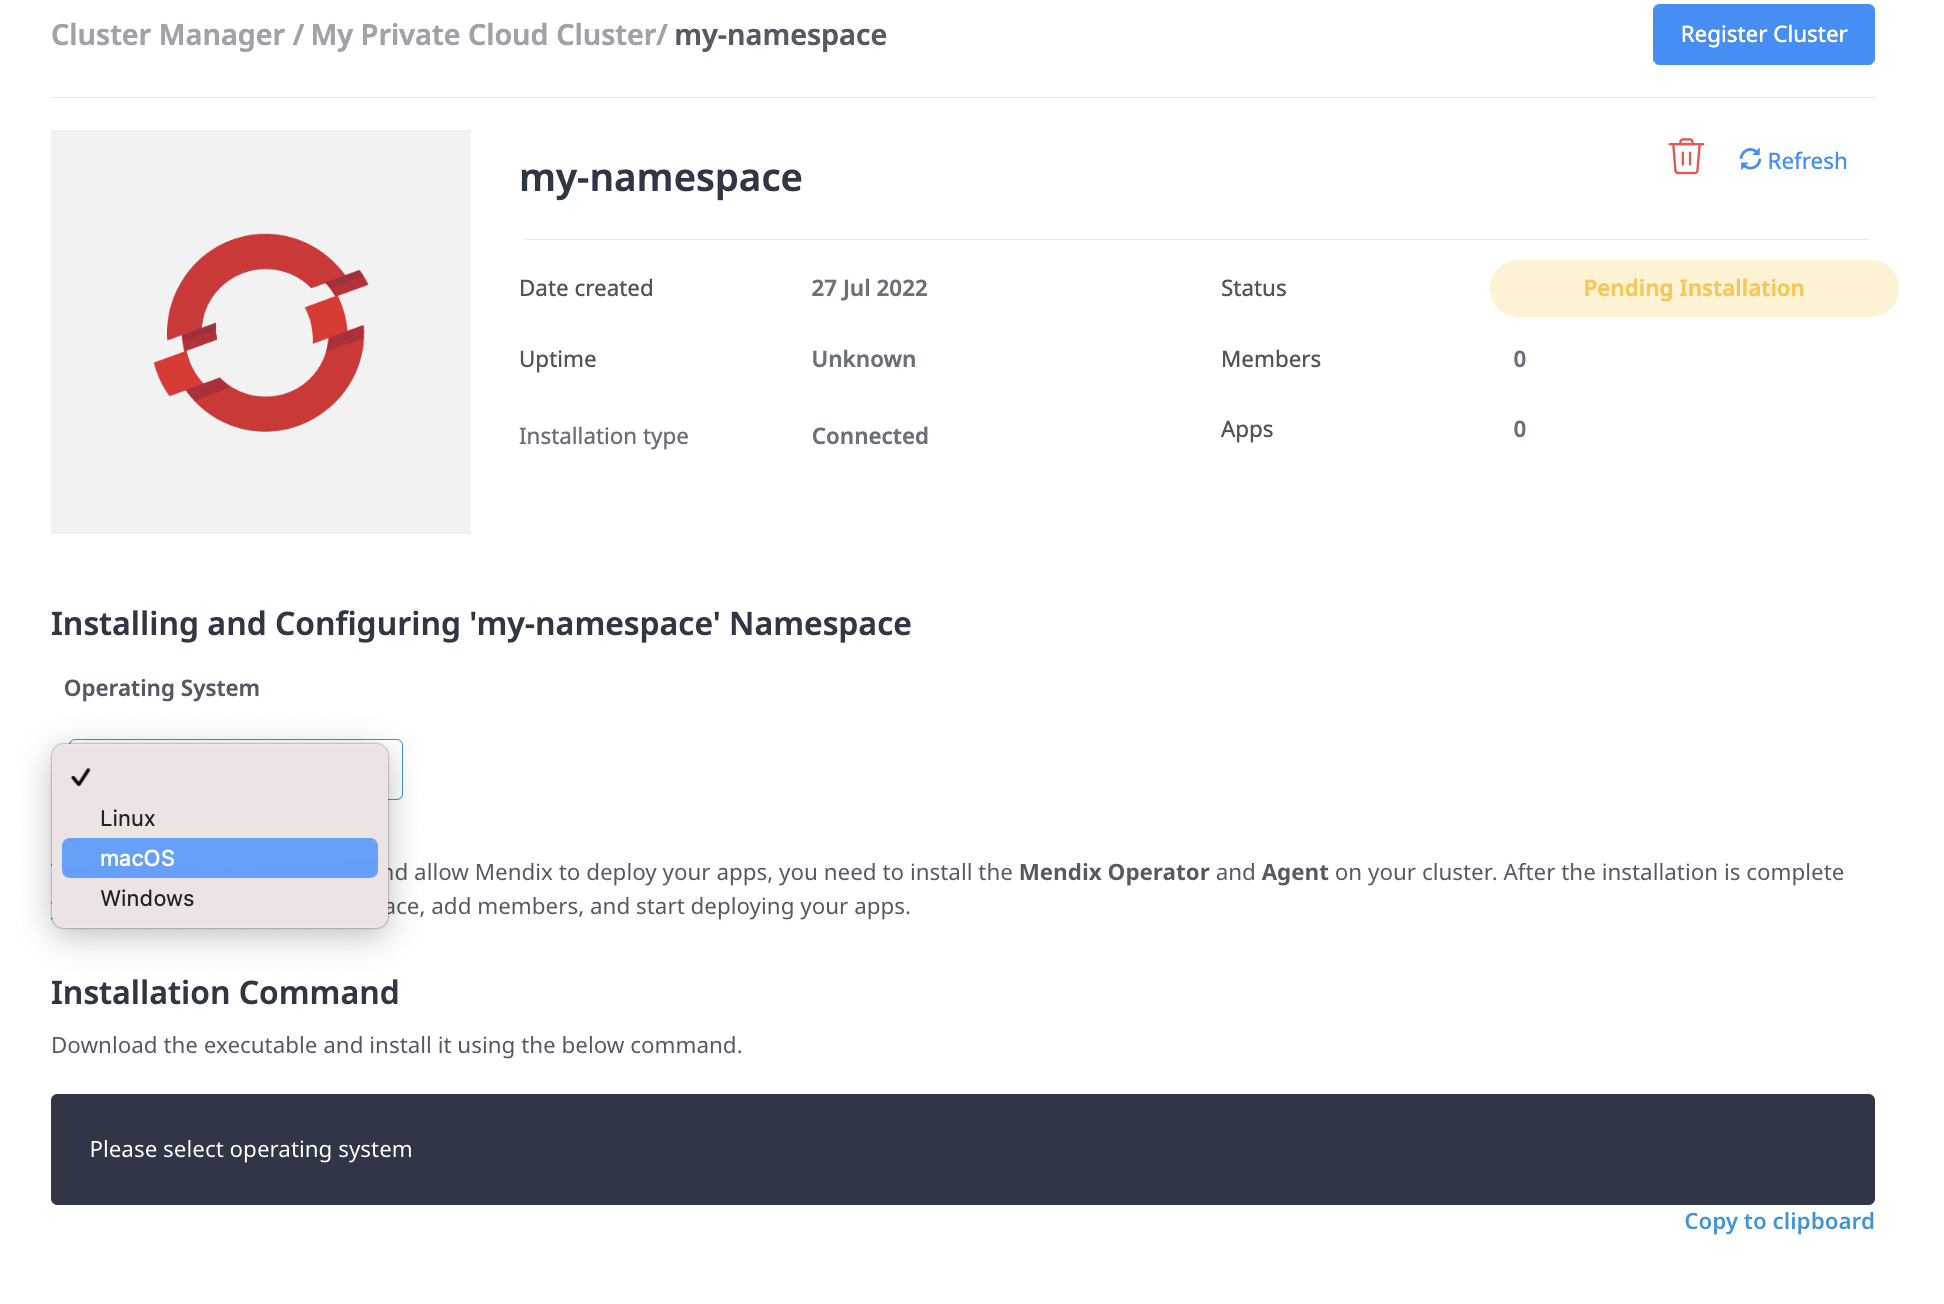 Cluster Manager / My Private Cloud Cluster/ my-namespace
Register Cluster
my-namespace
Refresh
Date created 27 Jul 2022 Status Pending Installation
Uptime Unknown Members 0
Installation type Connected Apps 0
Installing and Configuring 'my-namespace' Namespace
Operating System
Linux
macOS
Windows
allow Mendix to deploy your apps, you need to install the Mendix Operator and Agent on your cluster. After the installation is complete
add members, and start deploying your apps.
Installation Command
Download the executable and install it using the below command.
Please select operating system
Copy to clipboard